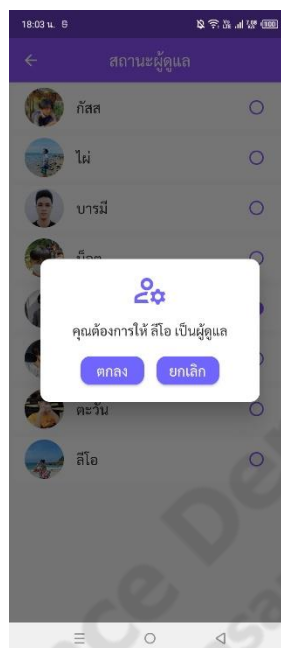 18:03 น.
สถานะผู้ดูแล
กัสส
ไผ่
บารมี
น็อต
คุณต้องการให้ ลีโอ เป็นผู้ดูแล
ตกลง ยกเลิก
ตะวัน
ลีโอ